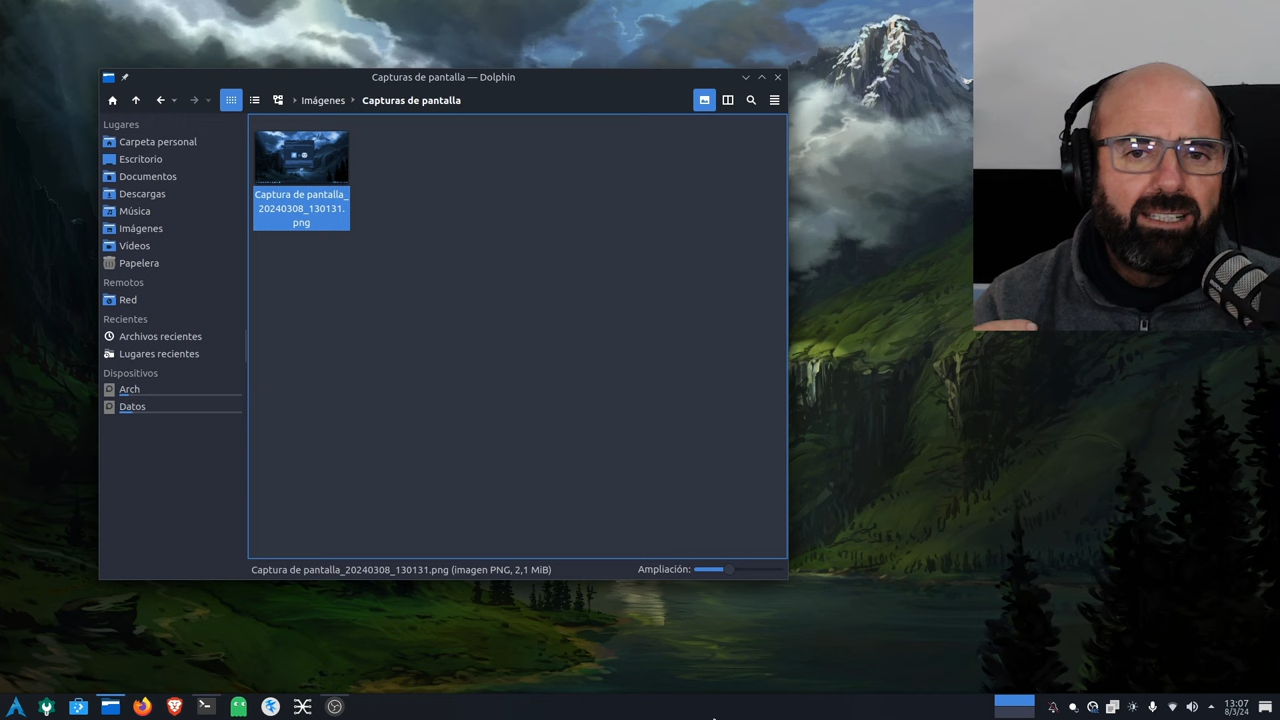 Capturas de pantalla — Dolphin
Imágenes
Capturas de pantalla
Lugares
Carpeta personal
Escritorio
Documentos
Descargas
Música
Imágenes
Vídeos
Papelera
Remotos
Red
Recientes
Archivos recientes
Lugares recientes
Dispositivos
Arch
Datos
Captura de pantalla_
20240308_130131.
png
Captura de pantalla_20240308_130131.png (imagen PNG, 2,1 MiB)
Ampliación:
13:07
8/3/24